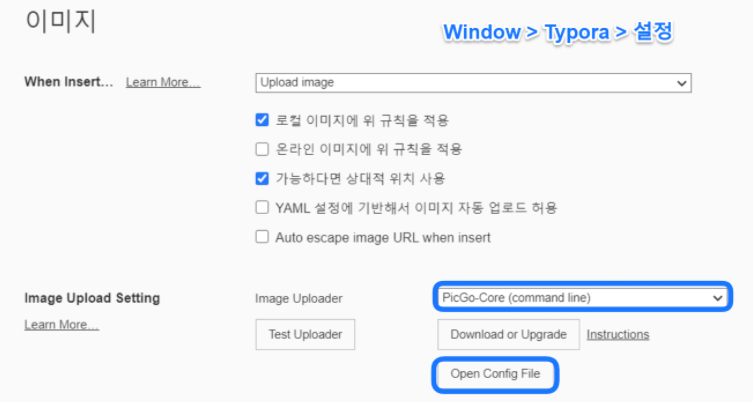 이미지
Window > Typora > 설정
When Insert... Learn More...
Upload image
로컬 이미지에 위 규칙을 적용
온라인 이미지에 위 규칙을 적용
가능하다면 상대적 위치 사용
YAML 설정에 기반해서 이미지 자동 업로드 허용
Auto escape image URL when insert
Image Upload Setting
Image Uploader
PicGo-Core (command line)
Learn More...
Test Uploader
Download or Upgrade
Instructions
Open Config File